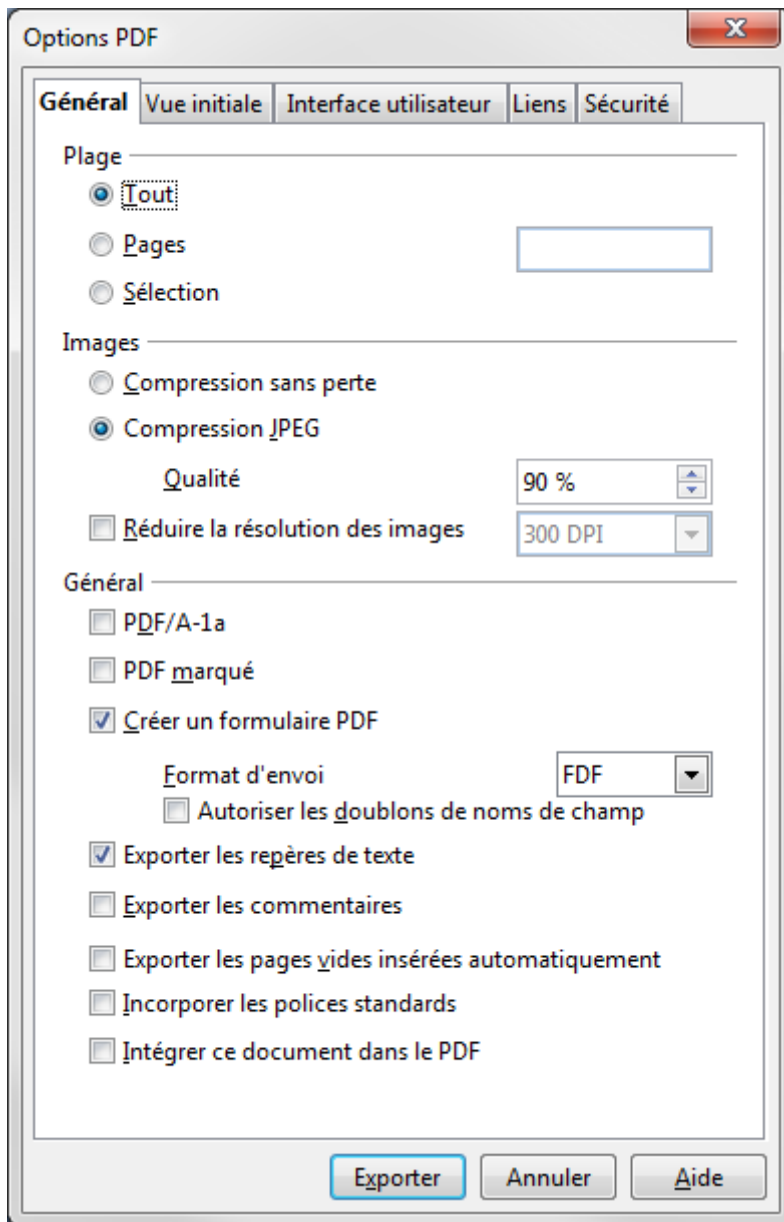 Options PDF
Général Vue initiale Interface utilisateur Liens Sécurité
Plage
Tout
Pages
Sélection
Images
Compression sans perte
Compression JPEG
Qualité 90 %
Réduire la résolution des images 300 DPI
Général
PDF/A-1a
PDF marqué
Créer un formulaire PDF
Format d'envoi FDF
Autoriser les doublons de noms de champ
Exporter les repères de texte
Exporter les commentaires
Exporter les pages vides insérées automatiquement
Incorporer les polices standards
Intégrer ce document dans le PDF
Exporter Annuler Aide